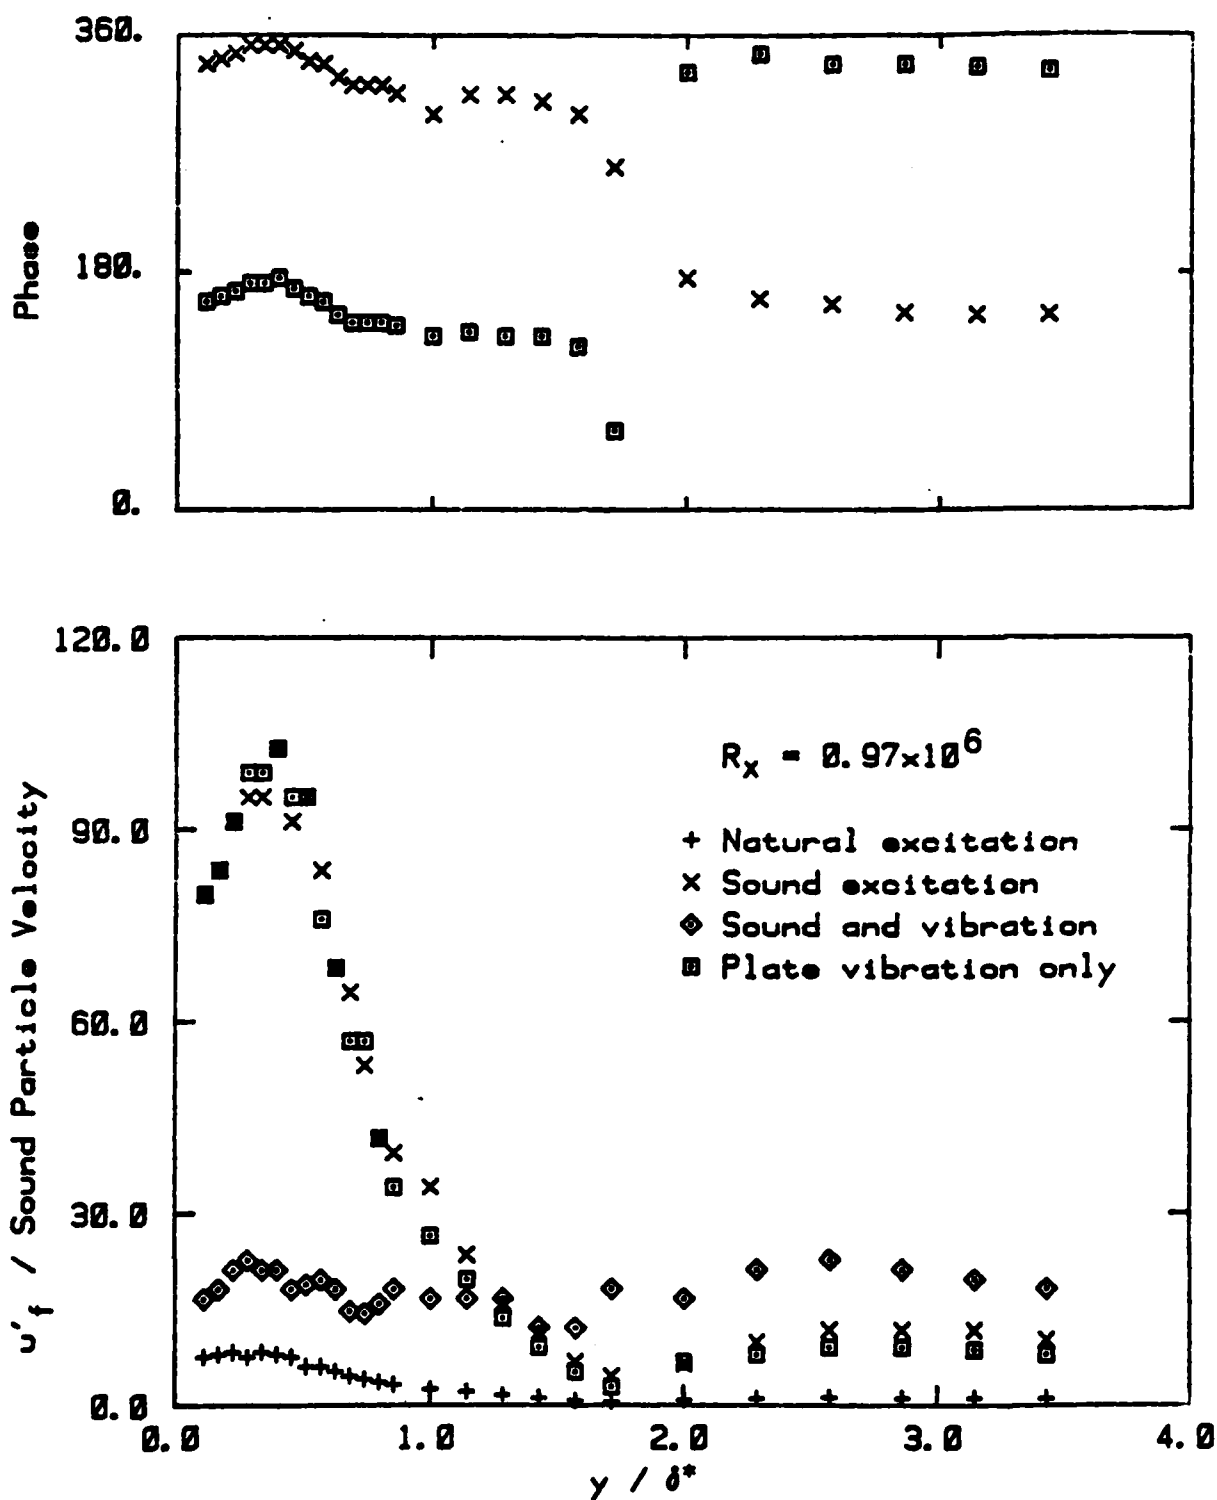 360.
180.
0.
Phase
120.0
90.0
60.0
30.0
0.0
u'f / Sound Particle Velocity
Rx = 0.97×10^6
+ Natural excitation
× Sound excitation
Sound and vibration
Plate vibration only
0.0 1.0 2.0 3.0 4.0
y / δ*